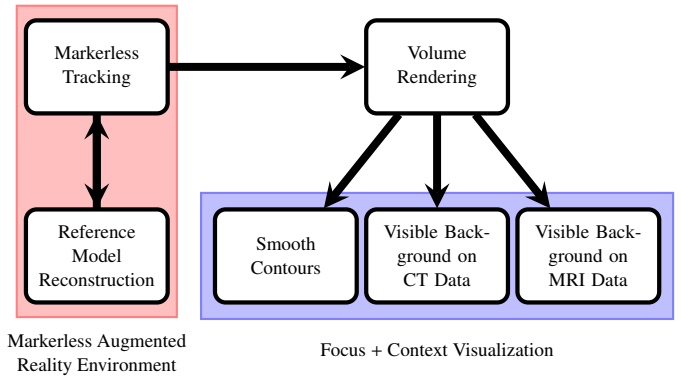 Markerless
Tracking
Volume
Rendering
Reference
Model
Reconstruction
Smooth
Contours
Visible Back-
ground on
CT Data
Visible Back-
ground on
MRI Data
Markerless Augmented
Reality Environment
Focus + Context Visualization